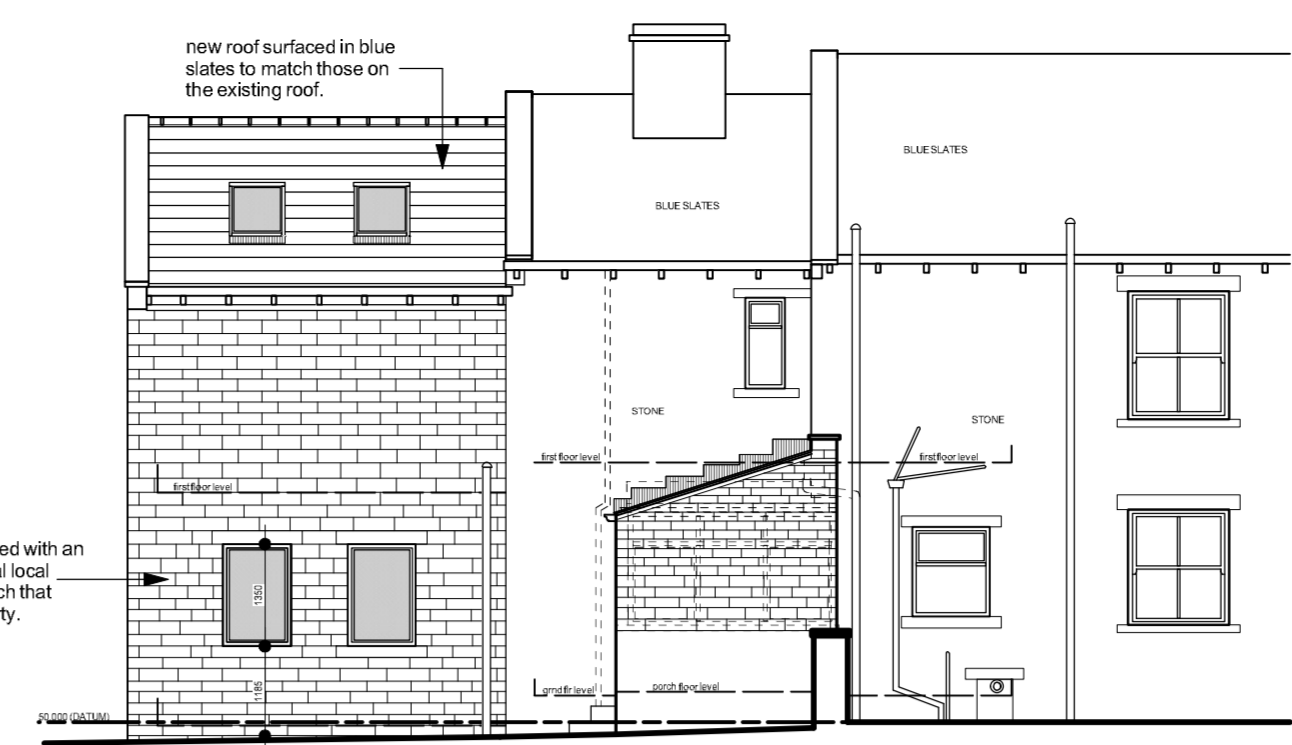 new roof surfaced in blue
slates to match those on
the existing roof.
BLUE SLATES
BLUE SLATES
STONE
STONE
first floor level
first floor level
first floor level
ed with an
al local
ch that
ty.
1350
1185
grnd flr level
porch floor level
50.000 (DATUM)